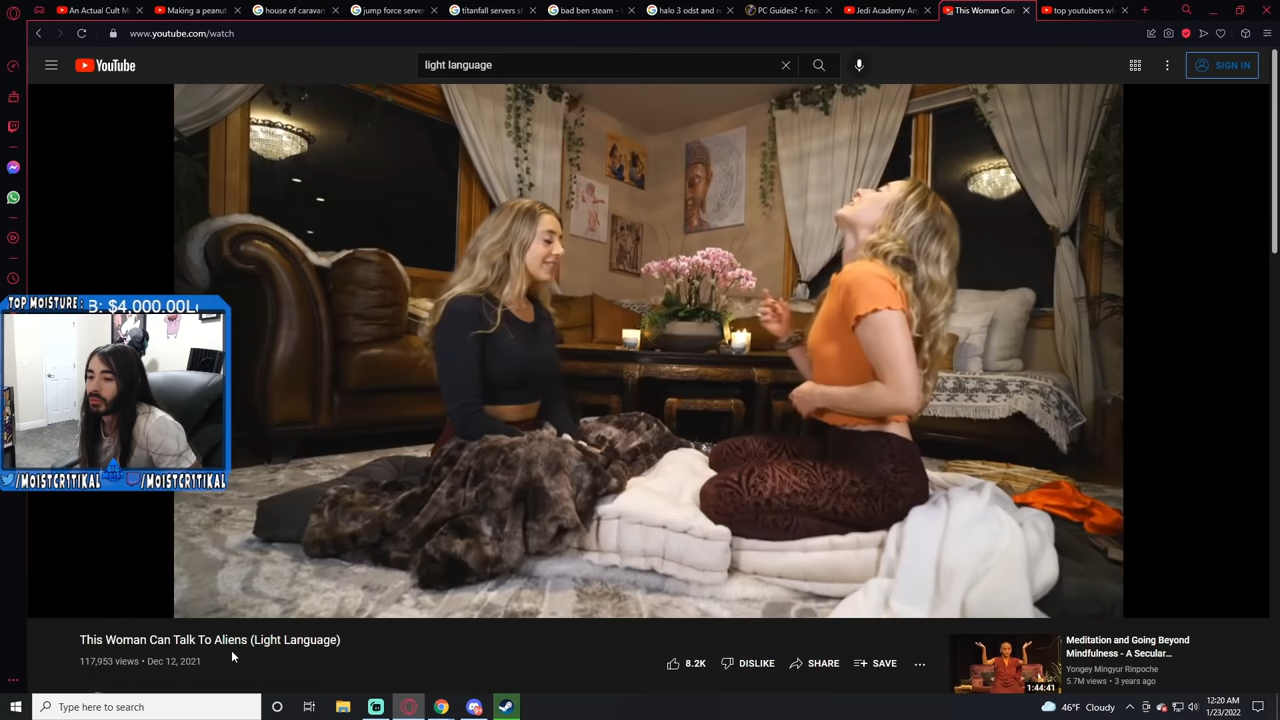 An Actual Cult M
Making a peanut
house of caravan
jump force server
titanfall servers sh
bad ben steam -
halo 3 odst and r
PC Guides? - For
Jedi Academy An
This Woman Can
top youtubers wh
www.youtube.com/watch
YouTube
light language
SIGN IN
TOP MOISTURE :
B: $4,000.00L
/MOISTCR1TIKAL
BIG MOIST
/MOISTCR1TIKAL
This Woman Can Talk To Aliens (Light Language)
117,953 views • Dec 12, 2021
8.2K
DISLIKE
SHARE
SAVE
Meditation and Going Beyond
Mindfulness - A Secular...
Yongey Mingyur Rinpoche
5.7M views • 3 years ago
1:44:41
Type here to search
46°F Cloudy
12:20 AM
1/23/2022